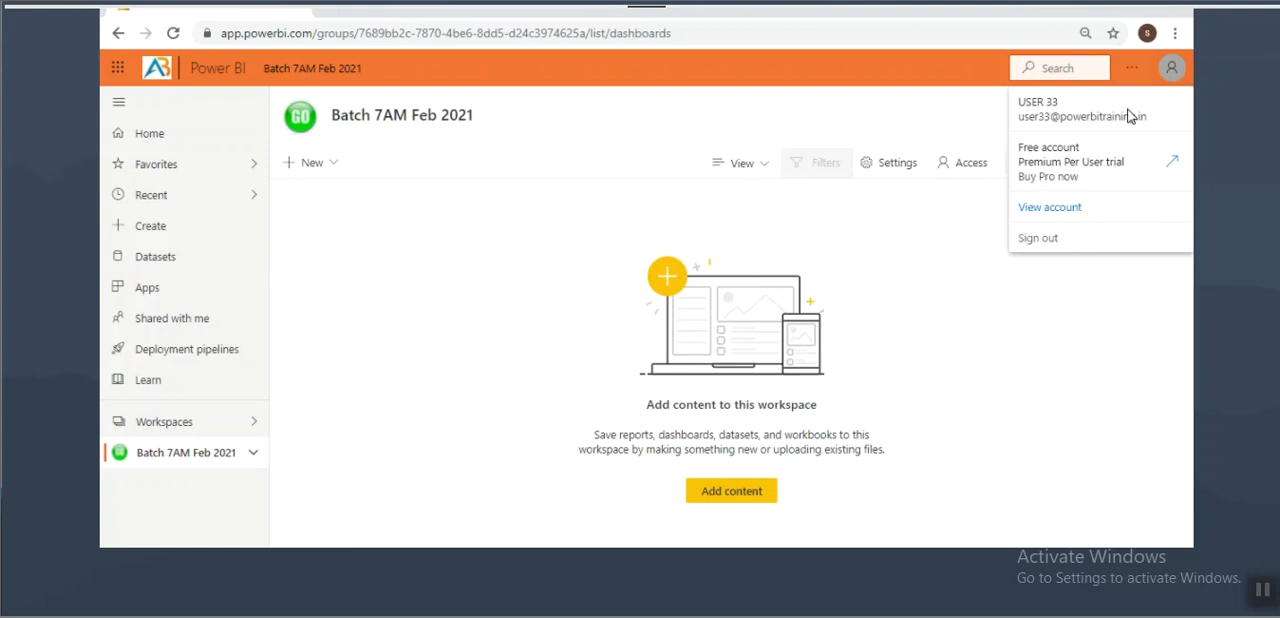 app.powerbi.com/groups/7689bb2c-7870-4be6-8dd5-d24c3974625a/list/dashboards
S
Power BI
Batch 7AM Feb 2021
Search
USER 33
user33@powerbitraining.in
Free account
Premium Per User trial
Buy Pro now
View account
Sign out
GO
Batch 7AM Feb 2021
New
View
Filters
Settings
Access
Home
Favorites
Recent
Create
Datasets
Apps
Shared with me
Deployment pipelines
Learn
Workspaces
Batch 7AM Feb 2021
Add content to this workspace
Save reports, dashboards, datasets, and workbooks to this
workspace by making something new or uploading existing files.
Add content
Activate Windows
Go to Settings to activate Windows.